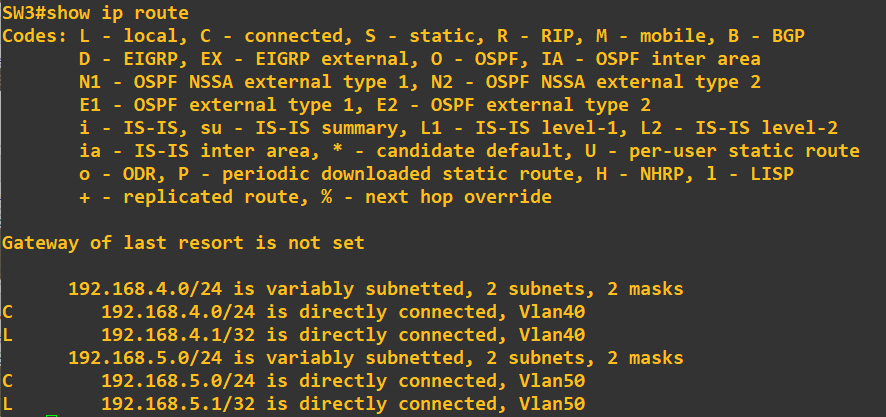 SW3#show ip route
Codes: L - local, C - connected, S - static, R - RIP, M - mobile, B - BGP
       D - EIGRP, EX - EIGRP external, O - OSPF, IA - OSPF inter area
       N1 - OSPF NSSA external type 1, N2 - OSPF NSSA external type 2
       E1 - OSPF external type 1, E2 - OSPF external type 2
       i - IS-IS, su - IS-IS summary, L1 - IS-IS level-1, L2 - IS-IS level-2
       ia - IS-IS inter area, * - candidate default, U - per-user static route
       o - ODR, P - periodic downloaded static route, H - NHRP, l - LISP
       + - replicated route, % - next hop override

Gateway of last resort is not set

      192.168.4.0/24 is variably subnetted, 2 subnets, 2 masks
C        192.168.4.0/24 is directly connected, Vlan40
L        192.168.4.1/32 is directly connected, Vlan40
      192.168.5.0/24 is variably subnetted, 2 subnets, 2 masks
C        192.168.5.0/24 is directly connected, Vlan50
L        192.168.5.1/32 is directly connected, Vlan50